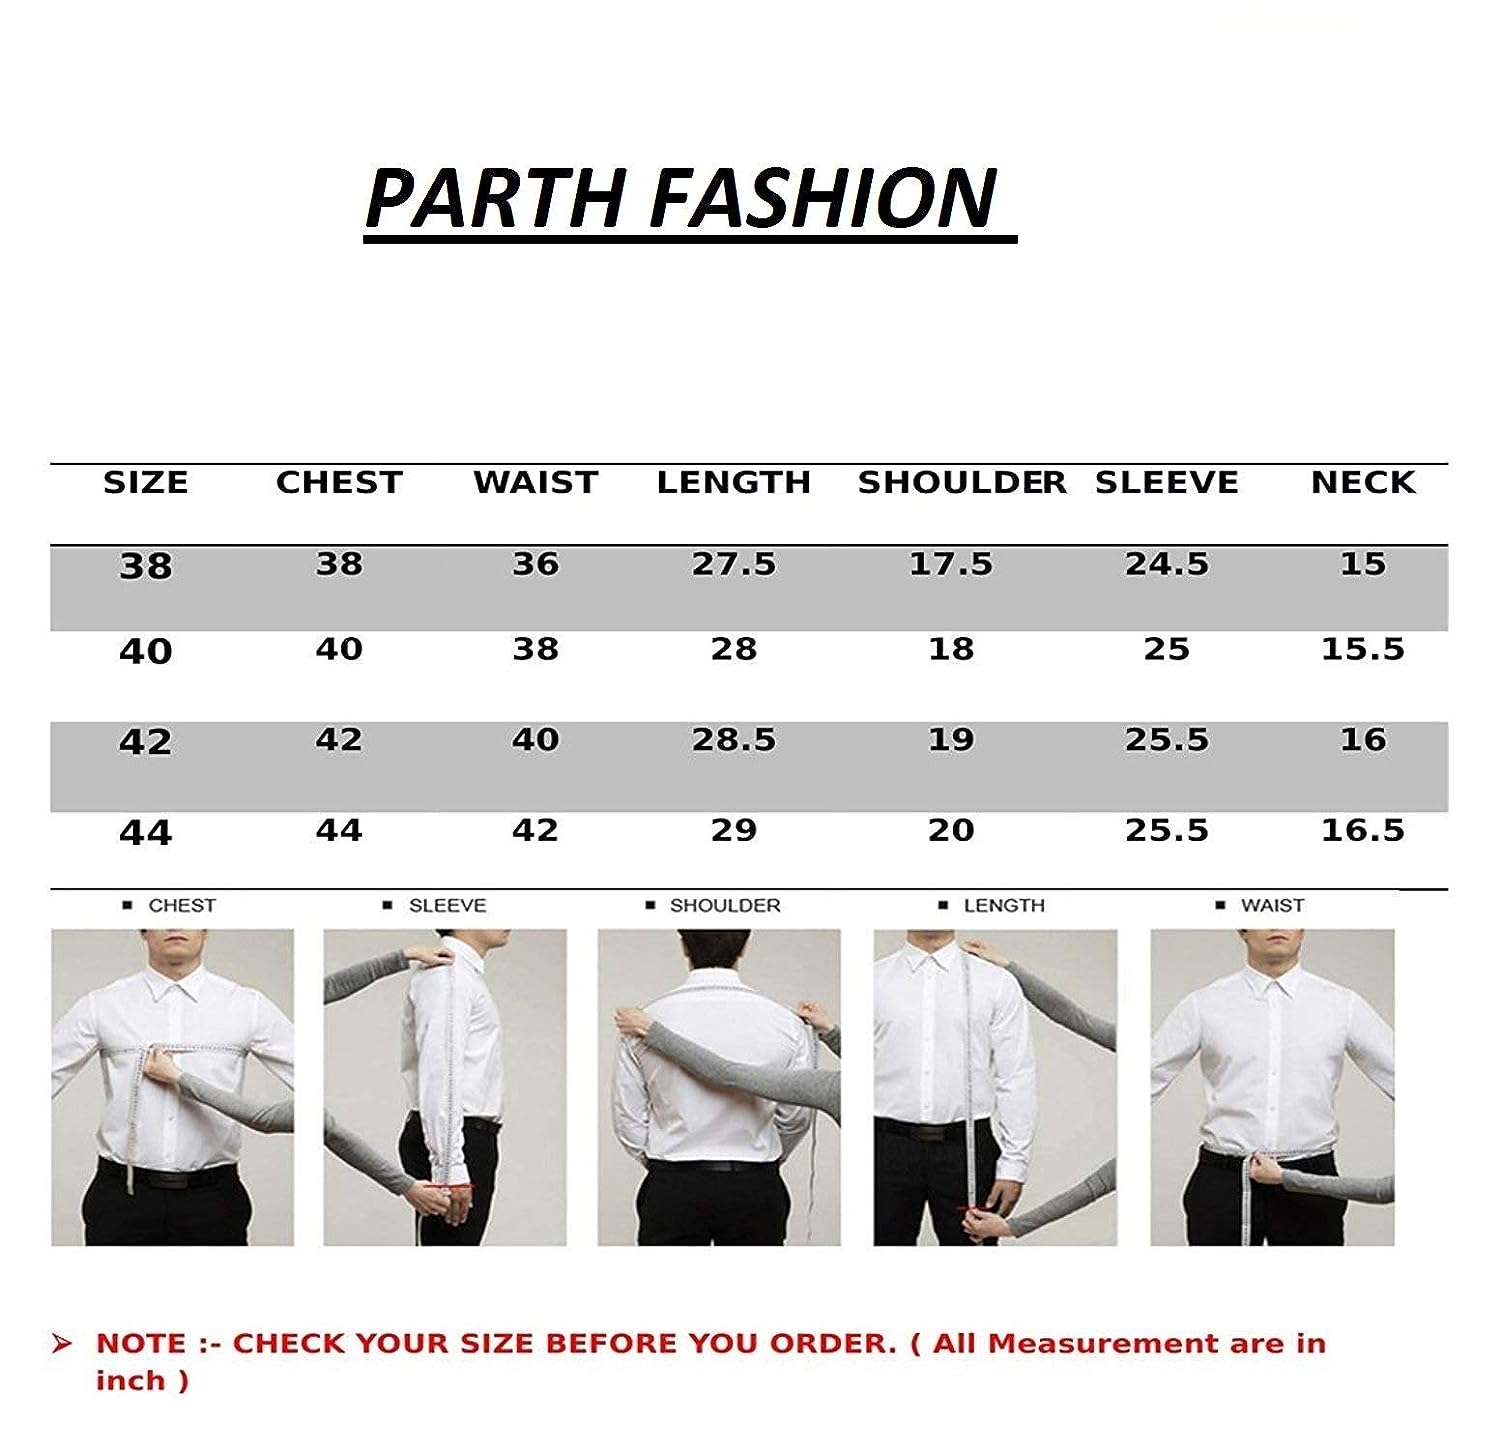 PARTH FASHION
SIZE CHEST WAIST LENGTH SHOULDER SLEEVE NECK
38 38 36 27.5 17.5 24.5 15
40 40 38 28 18 25 15.5
42 42 40 28.5 19 25.5 16
44 44 42 29 20 25.5 16.5
▪ CHEST ▪ SLEEVE ▪ SHOULDER ▪ LENGTH ▪ WAIST
➢ NOTE :- CHECK YOUR SIZE BEFORE YOU ORDER. ( All Measurement are in
inch )